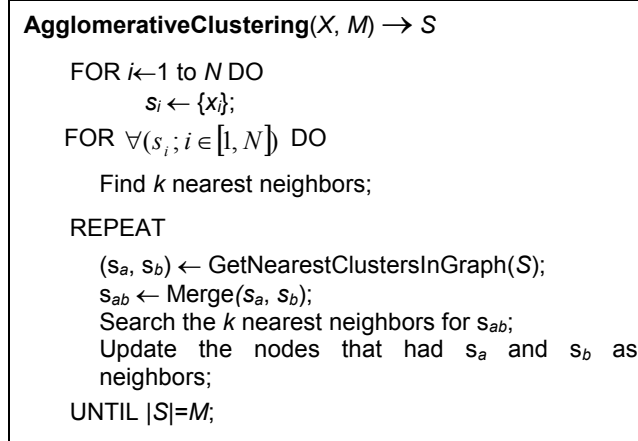 AgglomerativeClustering(X, M) → S
FOR i←1 to N DO
si ← {xi};
FOR ∀(si ; i ∈ [1, N]) DO
Find k nearest neighbors;
REPEAT
(sa, sb) ← GetNearestClustersInGraph(S);
sab ← Merge(sa, sb);
Search the k nearest neighbors for sab;
Update the nodes that had sa and sb as
neighbors;
UNTIL |S|=M;